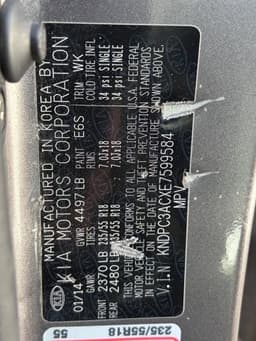 MANUFACTURED IN KOREA BY
KIA MOTORS CORPORATION
01/14 GVWR 4497 LB PAINT E6S TRIM WK
GAWR TIRES RIMS COLD TIRE INFL
FRONT 2370 LB 235/55 R18 7.0JJ18 34 psi SINGLE
REAR 2480 LB 235/55 R18 7.0JJ18 34 psi SINGLE
THIS VEHICLE CONFORMS TO ALL APPLICABLE U.S.A. FEDERAL
MOTOR VEHICLE SAFETY AND THEFT PREVENTION STANDARDS
IN EFFECT ON THE DATE OF MANUFACTURE SHOWN ABOVE.
V.I.N KNDPC3ACXE7599584
MPV
235/55R18
55